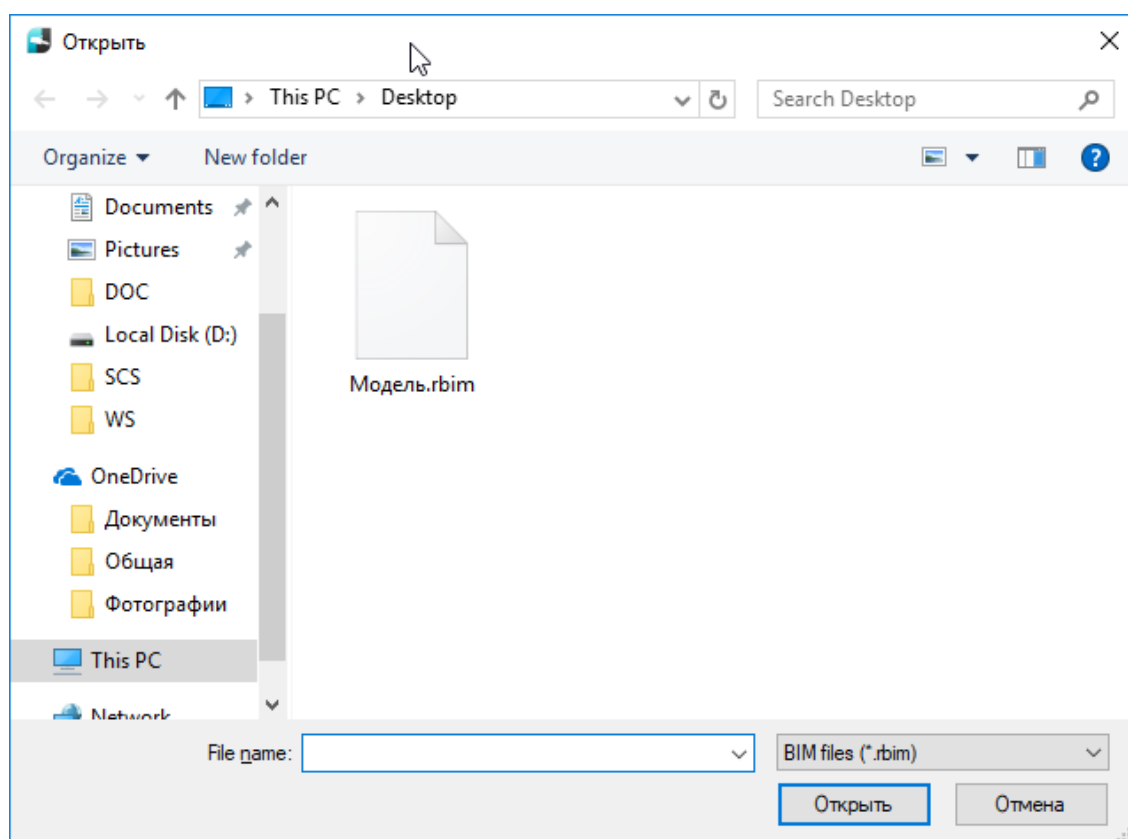 Открыть
This PC > Desktop
Search Desktop
Organize
New folder
?
Documents
Pictures
DOC
Local Disk (D:)
SCS
WS
OneDrive
Документы
Общая
Фотографии
This PC
Network
Модель.rbim
File name:
BIM files (*.rbim)
Открыть
Отмена